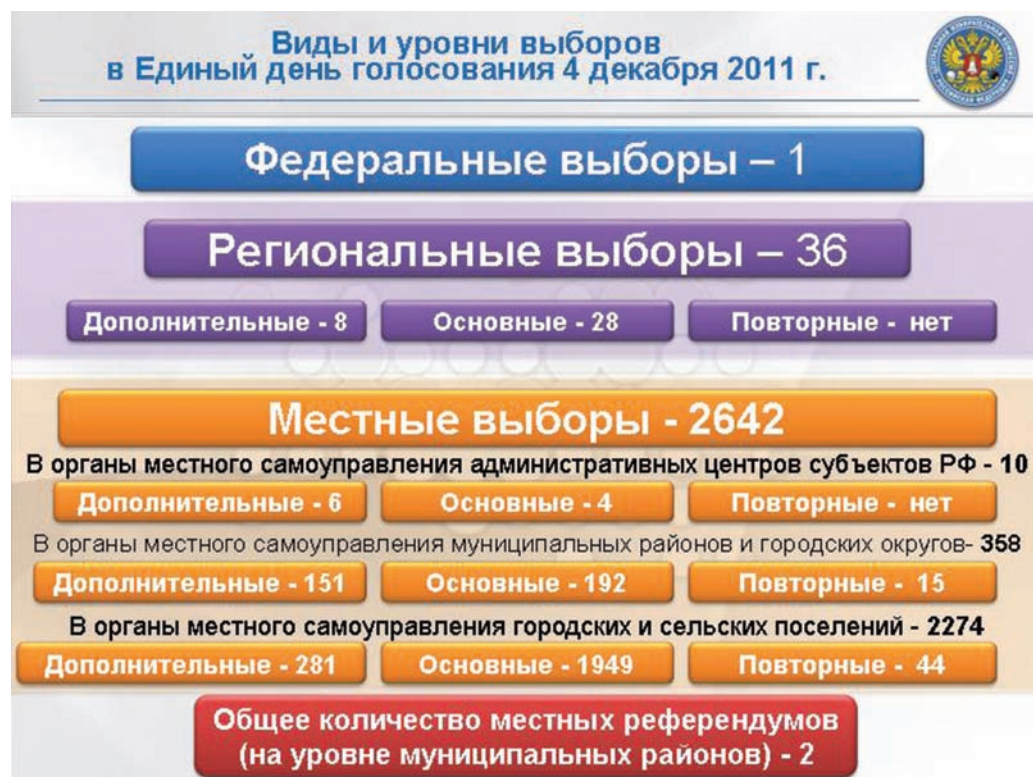 Виды и уровни выборов
в Единый день голосования 4 декабря 2011 г.
Федеральные выборы – 1
Региональные выборы – 36
Дополнительные - 8 Основные - 28 Повторные - нет
Местные выборы - 2642
В органы местного самоуправления административных центров субъектов РФ - 10
Дополнительные - 6 Основные - 4 Повторные - нет
В органы местного самоуправления муниципальных районов и городских округов- 358
Дополнительные - 151 Основные - 192 Повторные - 15
В органы местного самоуправления городских и сельских поселений - 2274
Дополнительные - 281 Основные - 1949 Повторные - 44
Общее количество местных референдумов
(на уровне муниципальных районов) - 2